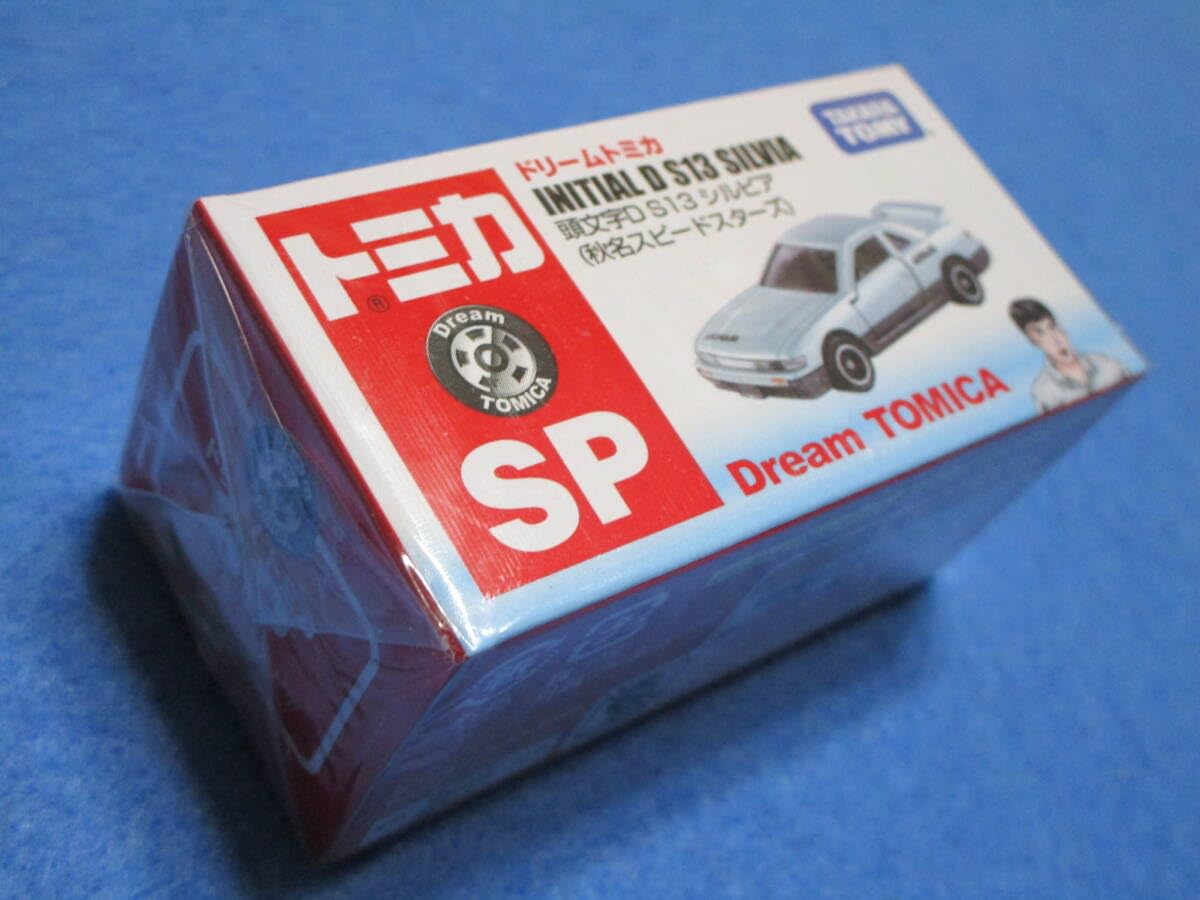 トミカ
®
Dream
TOMICA
SP
ドリームトミカ
INITIAL D S13 SILVIA
頭文字D S13 シルビア
(秋名スピードスターズ)
TAKARA
TOMY
Dream TOMICA